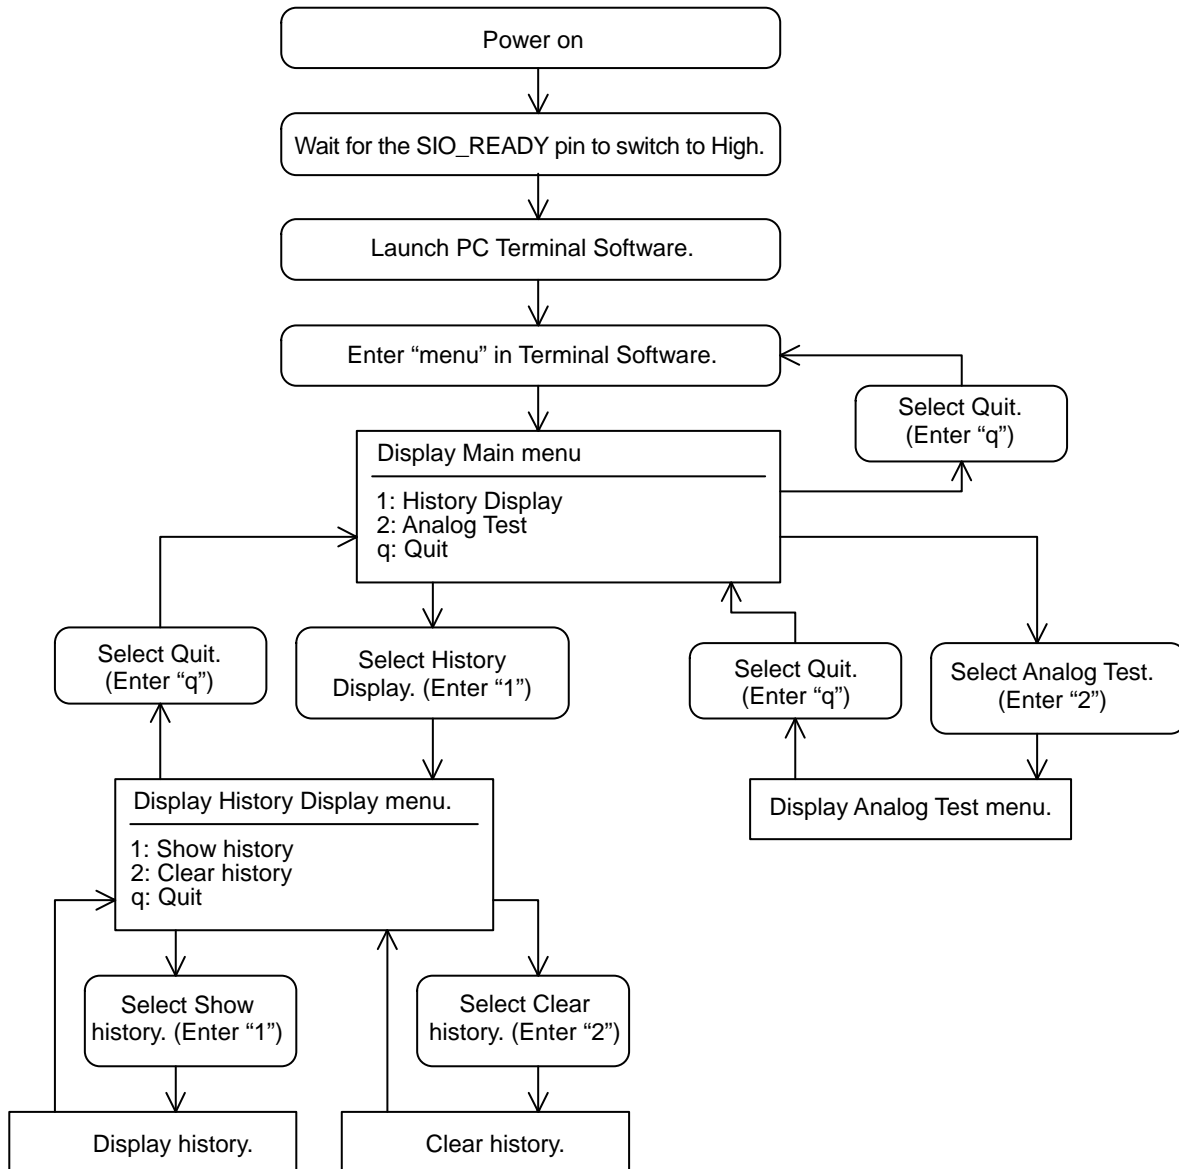 Power on
Wait for the SIO_READY pin to switch to High.
Launch PC Terminal Software.
Enter “menu” in Terminal Software.
Select Quit.
(Enter “q”)
Display Main menu
1: History Display
2: Analog Test
q: Quit
Select Quit.
(Enter “q”)
Select History
Display. (Enter “1”)
Select Quit.
(Enter “q”)
Select Analog Test.
(Enter “2”)
Display History Display menu.
1: Show history
2: Clear history
q: Quit
Display Analog Test menu.
Select Show
history. (Enter “1”)
Select Clear
history. (Enter “2”)
Display history.
Clear history.